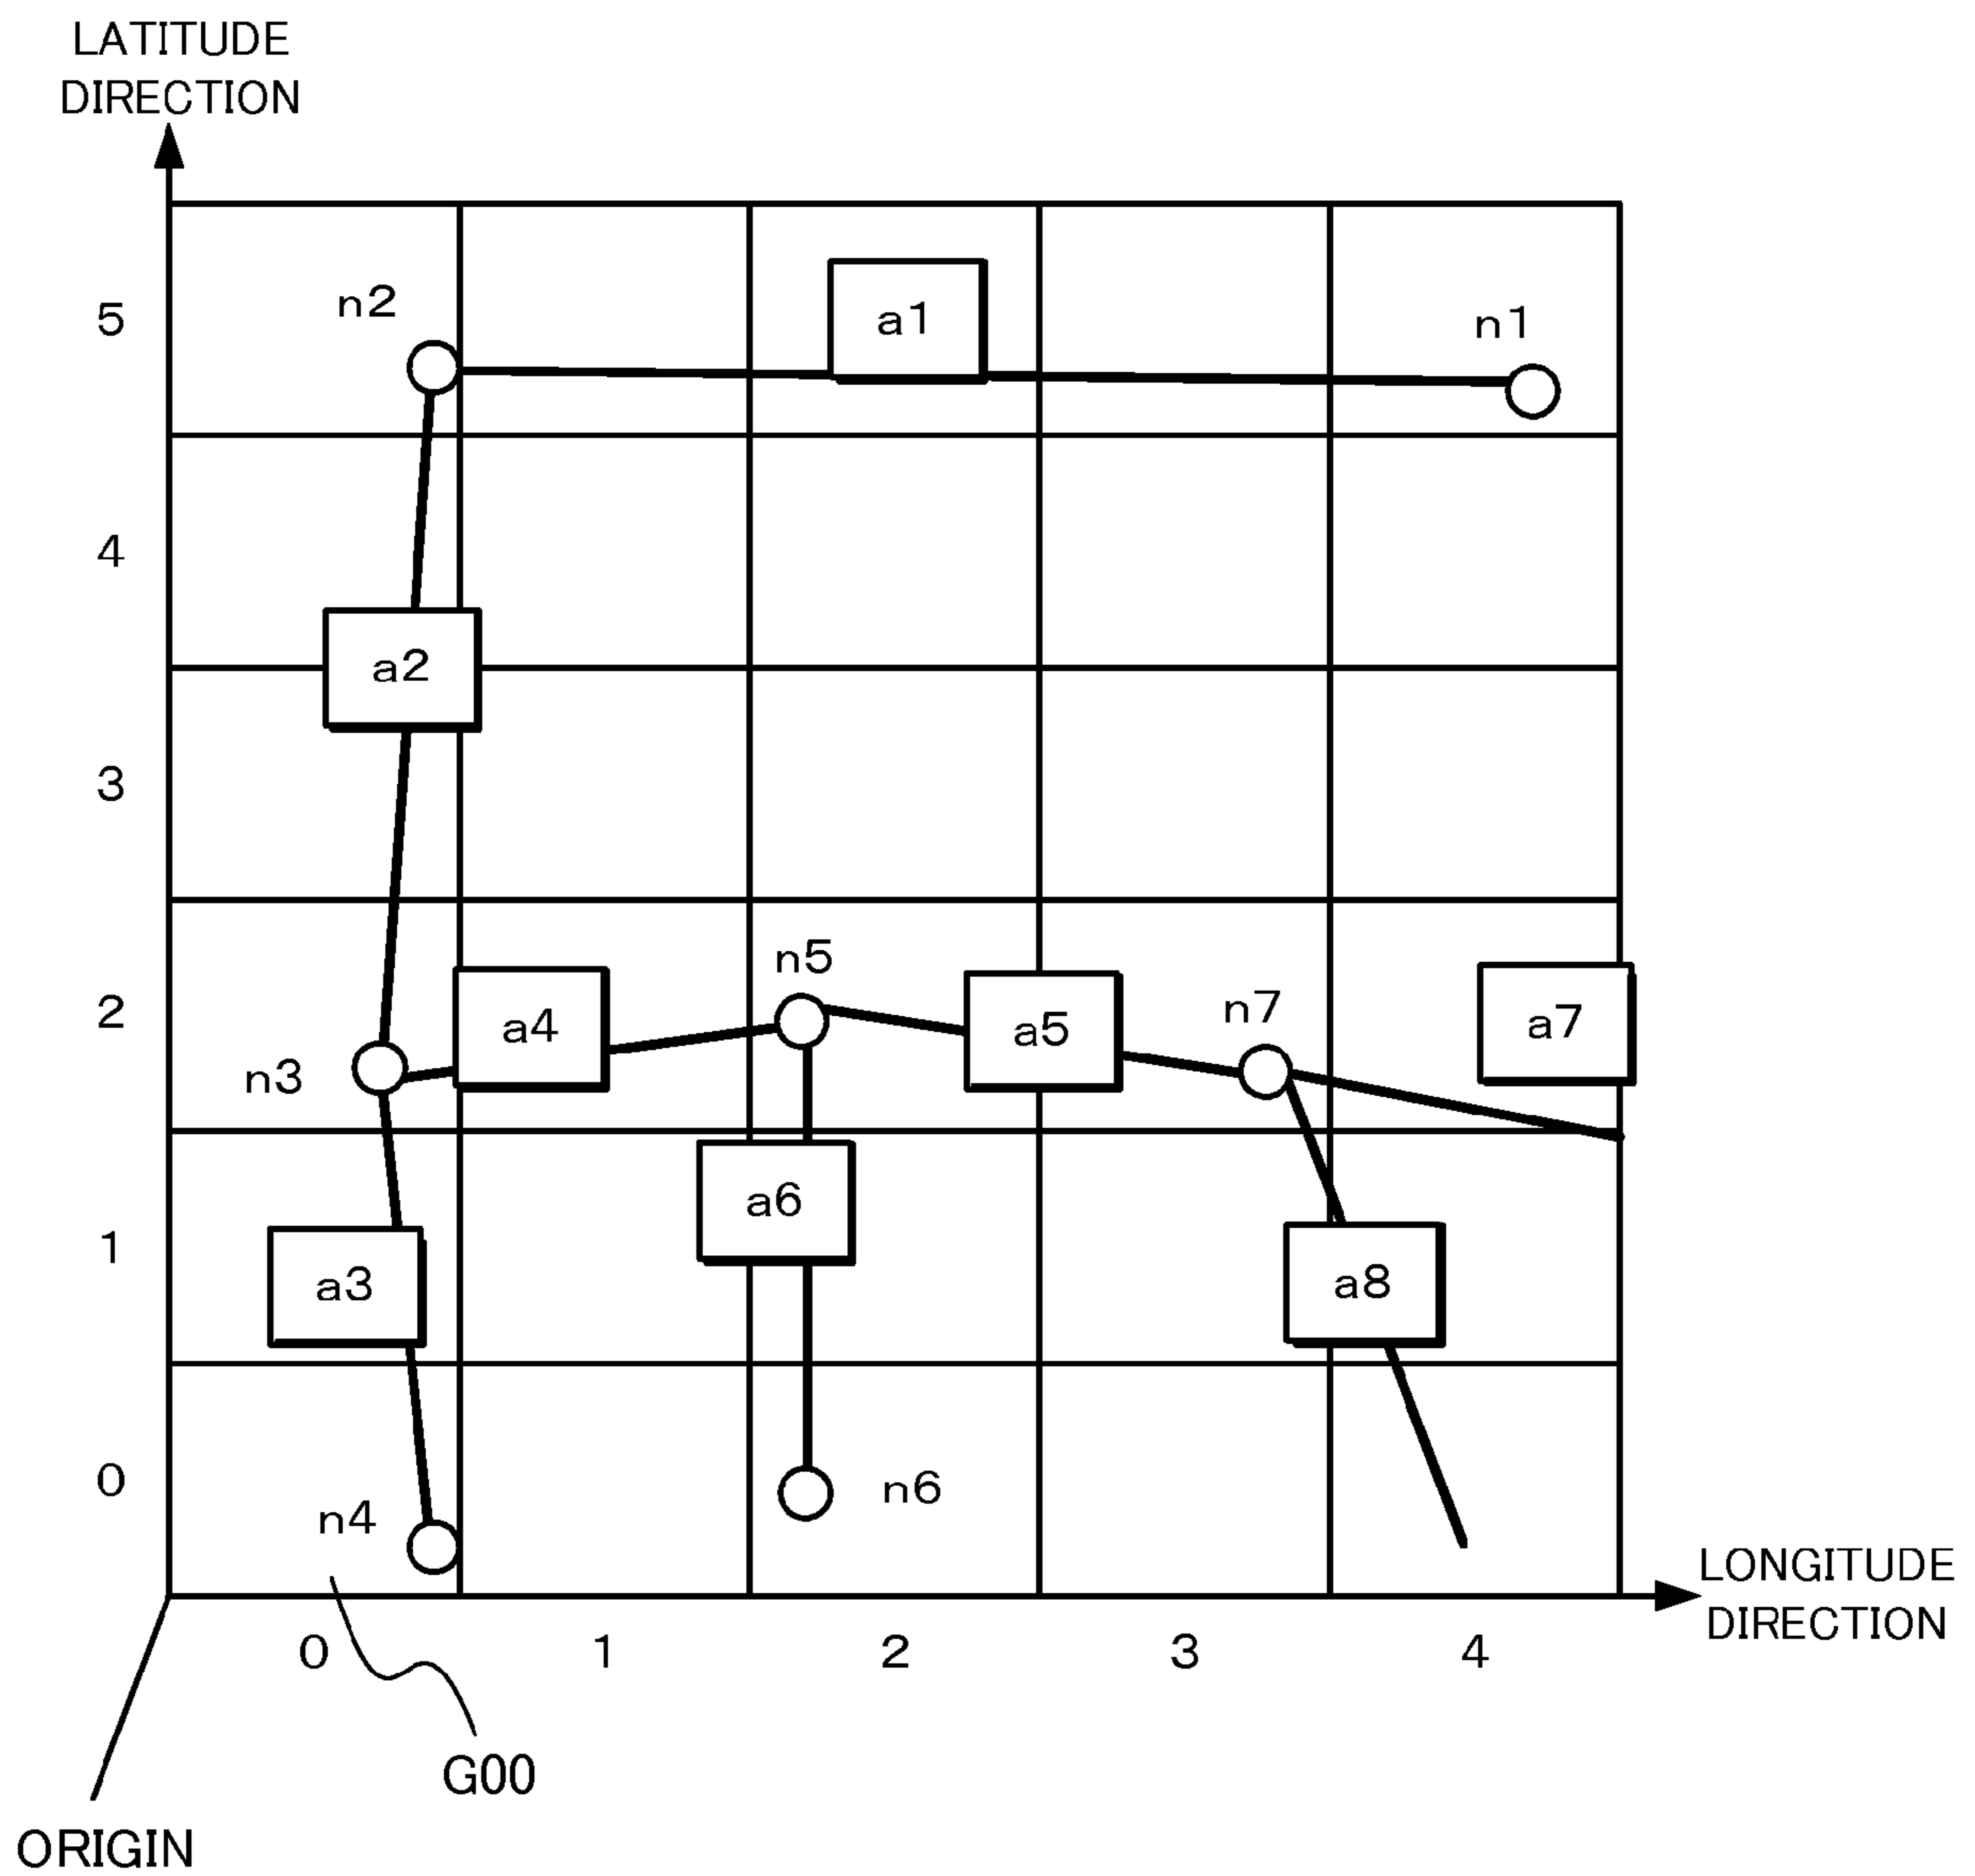 LATITUDE
DIRECTION
n2
a1
n1
5
4
a2
3
n5
n7
a4
a5
a7
2
n3
a6
1
a3
a8
0
n6
n4
LONGITUDE
DIRECTION
0
1
2
3
4
G00
ORIGIN